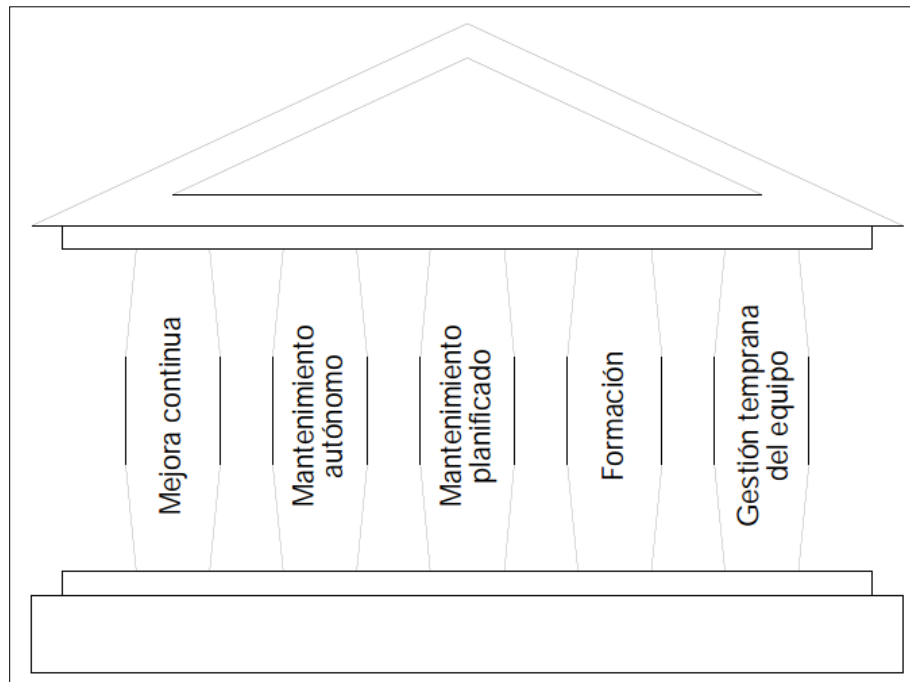 Mejora continua
Mantenimiento
autónomo
Mantenimiento
planificado
Formación
Gestión temprana
del equipo